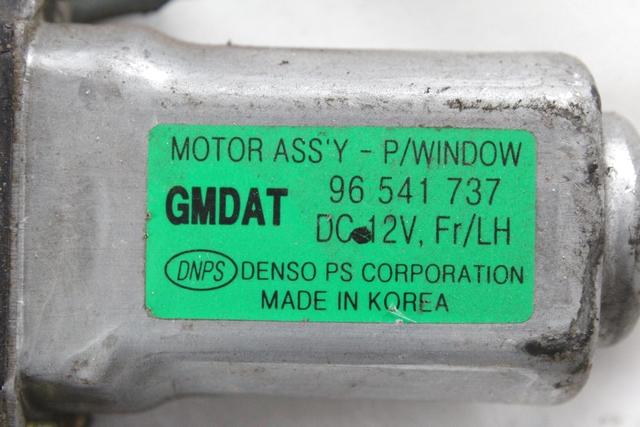 MOTOR ASS'Y - P/WINDOW
GMDAT 96 541 737
DC 12V, Fr/LH
DNPS DENSO PS CORPORATION
MADE IN KOREA